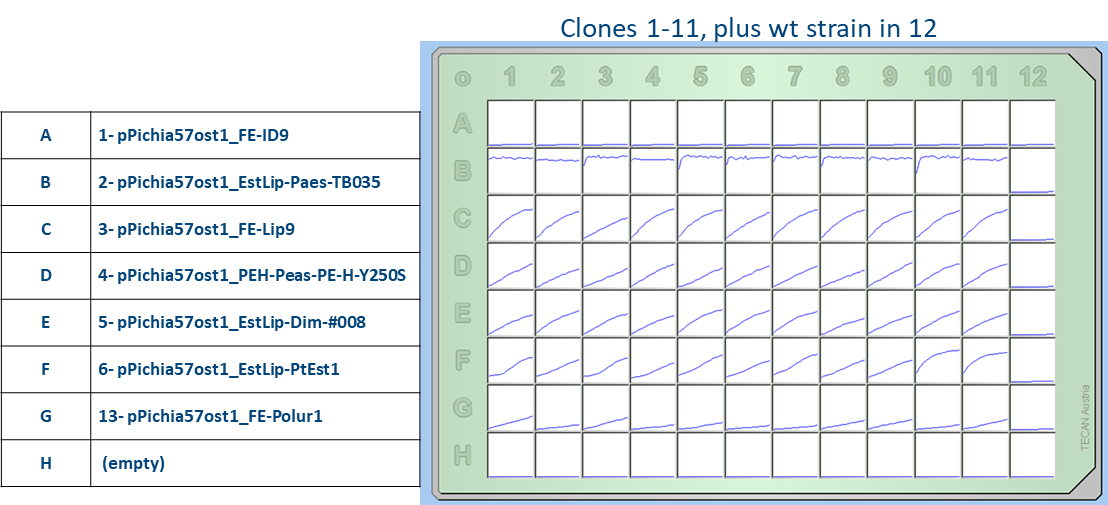 Clones 1-11, plus wt strain in 12
o 1 2 3 4 5 6 7 8 9 10 11 12
A 1- pPichia57ost1_FE-ID9
B 2- pPichia57ost1_EstLip-Paes-TB035
C 3- pPichia57ost1_FE-Lip9
D 4- pPichia57ost1_PEH-Peas-PE-H-Y250S
E 5- pPichia57ost1_EstLip-Dim-#008
F 6- pPichia57ost1_EstLip-PtEst1
G 13- pPichia57ost1_FE-Polur1
H (empty)
A
B
C
D
E
F
G
H
TECAN Austria